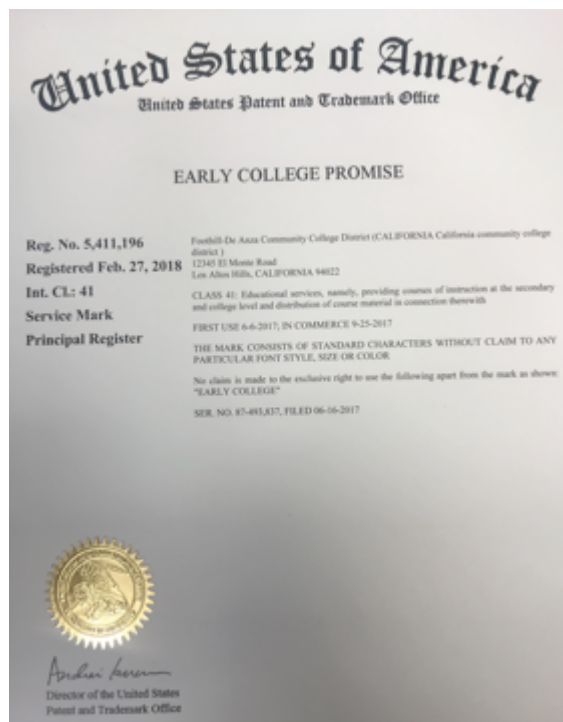 United States of America
United States Patent and Trademark Office
EARLY COLLEGE PROMISE
Reg. No. 5,411,196
Registered Feb. 27, 2018
Int. Cl.: 41
Service Mark
Principal Register
Foothill-De Anza Community College District (CALIFORNIA California community college
district )
12345 El Monte Road
Los Altos Hills, CALIFORNIA 94022
CLASS 41: Educational services, namely, providing courses of instruction at the secondary
and college level and distribution of course material in connection therewith
FIRST USE 6-6-2017; IN COMMERCE 9-25-2017
THE MARK CONSISTS OF STANDARD CHARACTERS WITHOUT CLAIM TO ANY
PARTICULAR FONT STYLE, SIZE OR COLOR
No claim is made to the exclusive right to use the following apart from the mark as shown:
"EARLY COLLEGE"
SER. NO. 87-493,837, FILED 06-16-2017
Director of the United States
Patent and Trademark Office